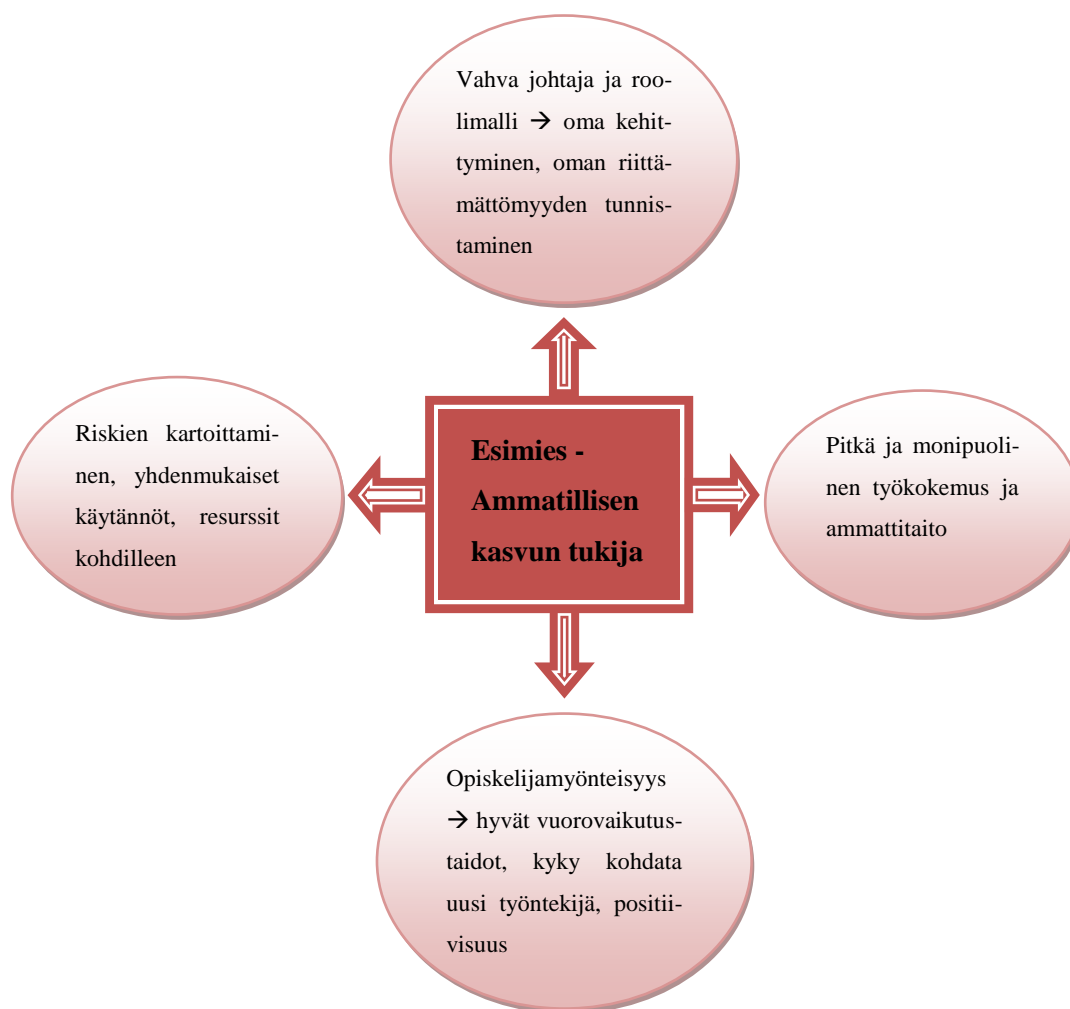 Vahva johtaja ja roo-
limalli → oma kehit-
tyminen, oman riittä-
mättömyyden tunnis-
taminen
Riskien kartoittami-
nen, yhdenmukaiset
käytännöt, resurssit
kohdilleen
Esimies -
Ammatillisen
kasvun tukija
Pitkä ja monipuoli-
nen työkokemus ja
ammattitaito
Opiskelijamyönteisyys
→ hyvät vuorovaikutus-
taidot, kyky kohdata
uusi työntekijä, positii-
visuus